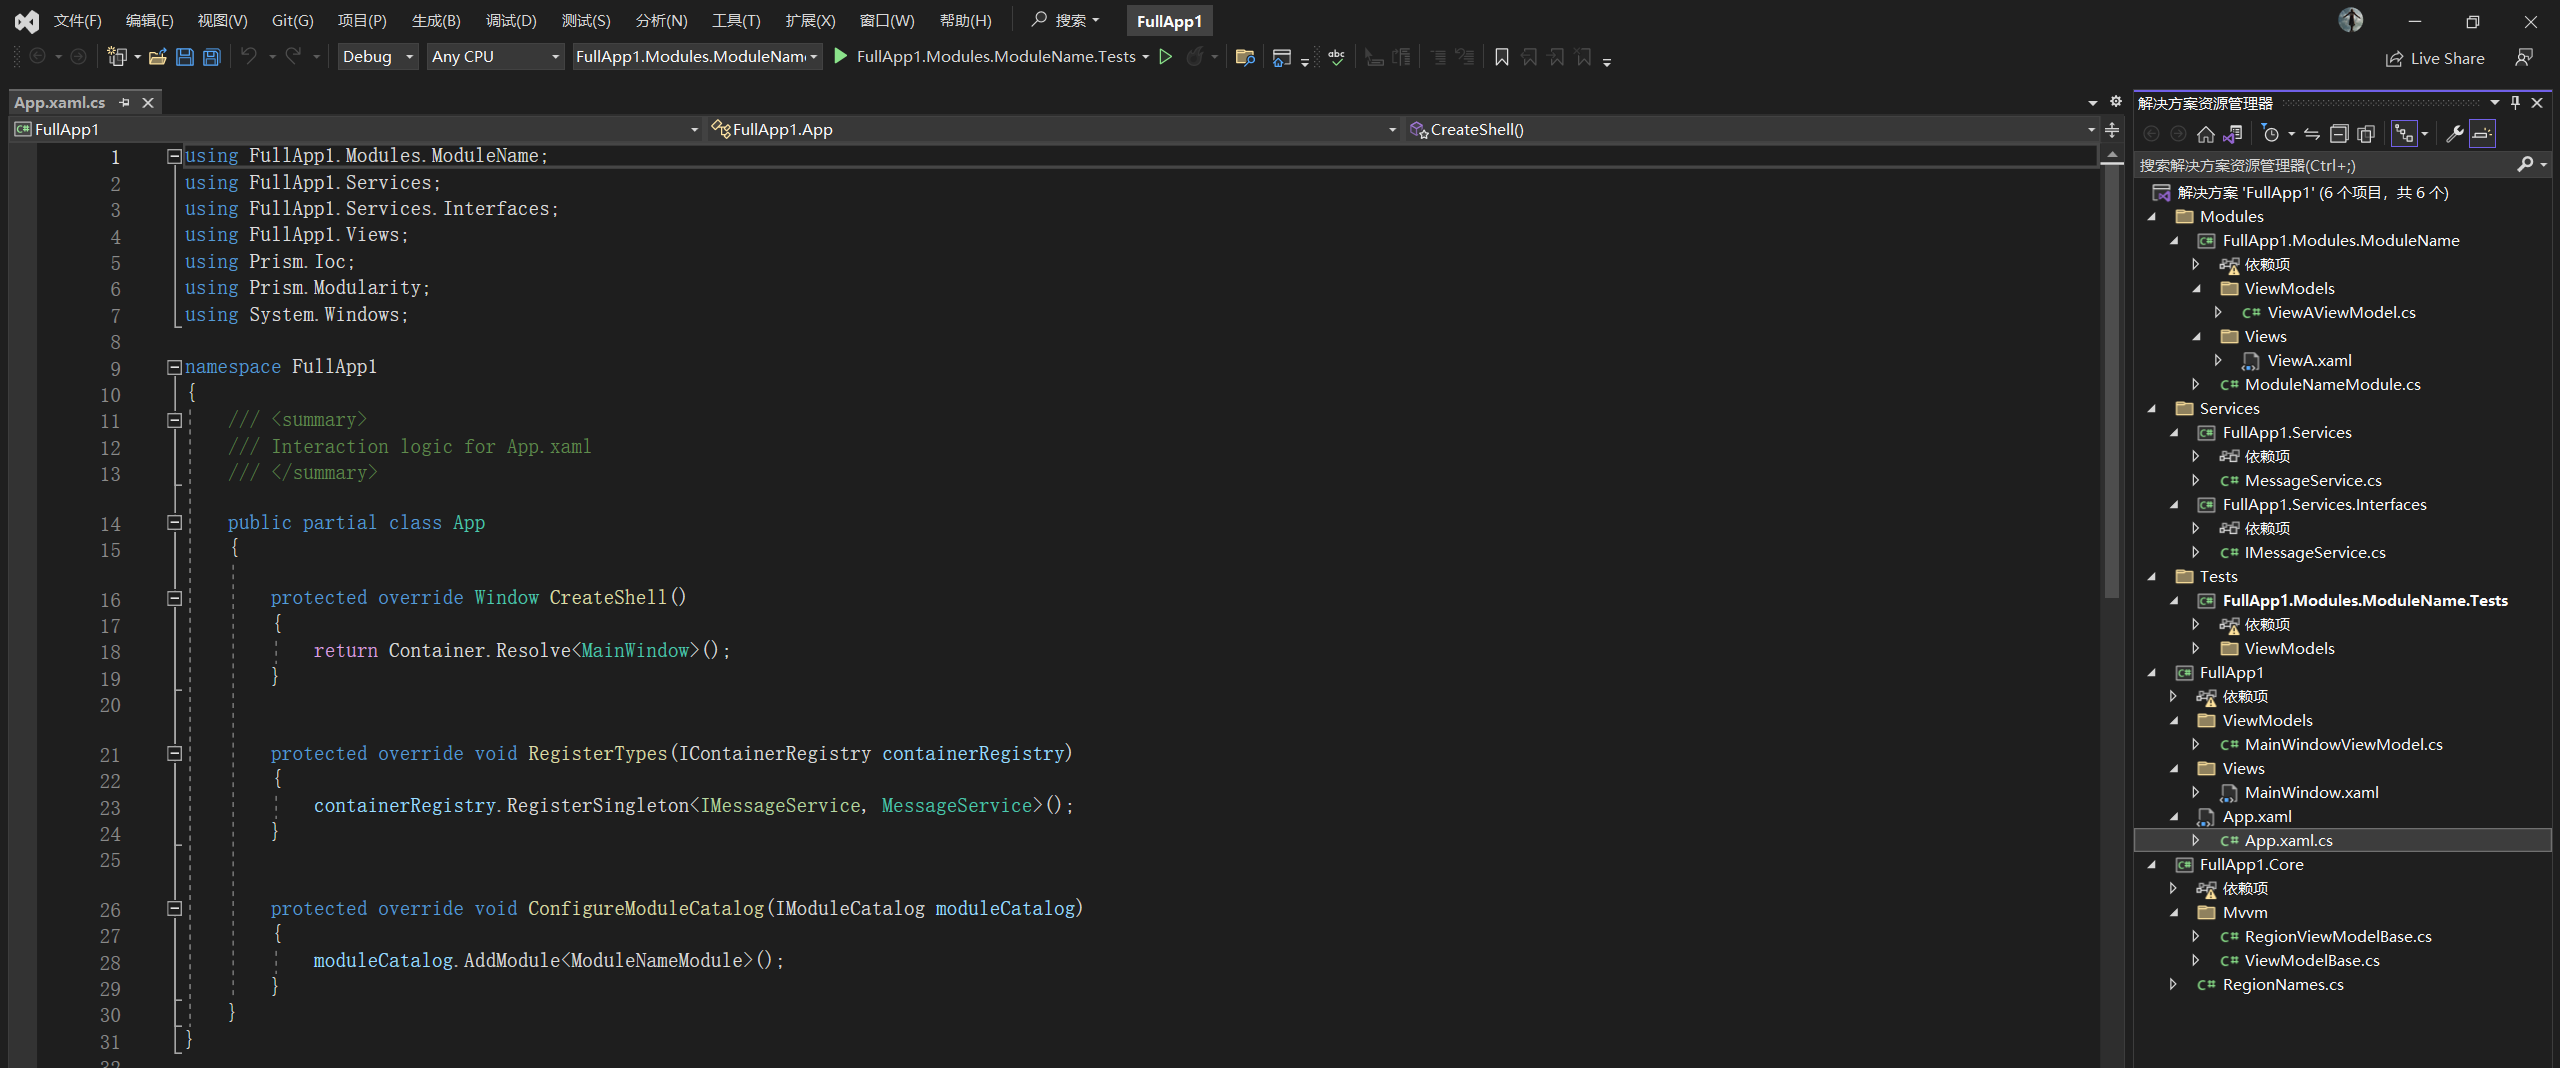 文件(F) 编辑(E) 视图(V) Git(G) 项目(P) 生成(B) 调试(D) 测试(S) 分析(N) 工具(T) 扩展(X) 窗口(W) 帮助(H) 搜索 FullApp1
Debug Any CPU FullApp1.Modules.ModuleNam FullApp1.Modules.ModuleName.Tests abc Live Share
App.xaml.cs
FullApp1 FullApp1.App CreateShell()
1 using FullApp1.Modules.ModuleName;
2 using FullApp1.Services;
3 using FullApp1.Services.Interfaces;
4 using FullApp1.Views;
5 using Prism.Ioc;
6 using Prism.Modularity;
7 using System.Windows;
8
9 namespace FullApp1
10 {
11 /// <summary>
12 /// Interaction logic for App.xaml
13 /// </summary>
14 public partial class App
15 {
16 protected override Window CreateShell()
17 {
18 return Container.Resolve<MainWindow>();
19 }
20
21 protected override void RegisterTypes(IContainerRegistry containerRegistry)
22 {
23 containerRegistry.RegisterSingleton<IMessageService, MessageService>();
24 }
25
26 protected override void ConfigureModuleCatalog(IModuleCatalog moduleCatalog)
27 {
28 moduleCatalog.AddModule<ModuleNameModule>();
29 }
30 }
31 }
32
解决方案资源管理器
搜索解决方案资源管理器(Ctrl+;)
解决方案 'FullApp1' (6 个项目，共 6 个)
Modules
C# FullApp1.Modules.ModuleName
依赖项
ViewModels
C# ViewAViewModel.cs
Views
ViewA.xaml
C# ModuleNameModule.cs
Services
C# FullApp1.Services
依赖项
C# MessageService.cs
C# FullApp1.Services.Interfaces
依赖项
C# IMessageService.cs
Tests
C# FullApp1.Modules.ModuleName.Tests
依赖项
ViewModels
C# FullApp1
依赖项
ViewModels
C# MainWindowViewModel.cs
Views
MainWindow.xaml
App.xaml
C# App.xaml.cs
C# FullApp1.Core
依赖项
Mvvm
C# RegionViewModelBase.cs
C# ViewModelBase.cs
C# RegionNames.cs